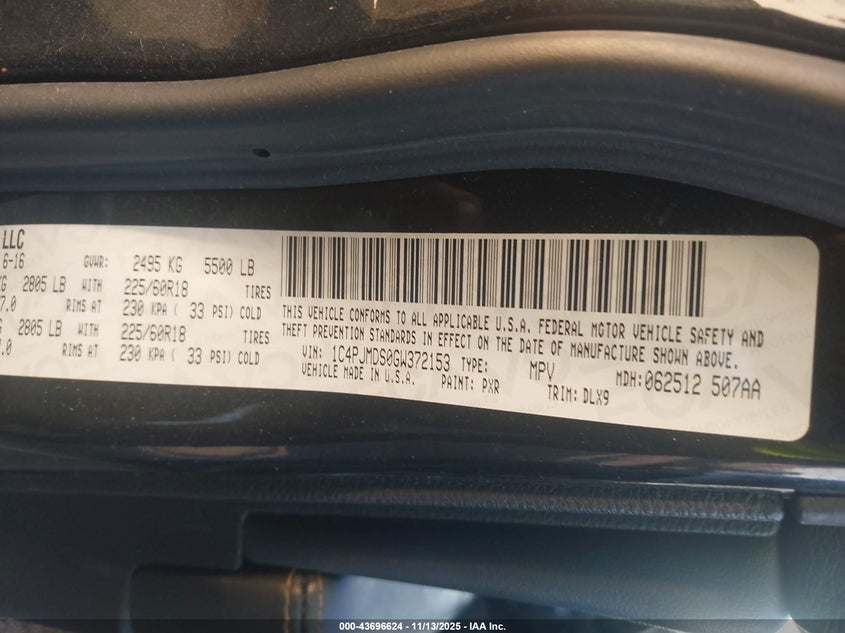 LLC
6-16 GVWR: 2495 KG 5500 LB
KG 2805 LB WITH 225/60R18 TIRES
7.0 RIMS AT 230 KPA ( 33 PSI) COLD
G 2805 LB WITH 225/60R18 TIRES
.0 RIMS AT 230 KPA ( 33 PSI) COLD
THIS VEHICLE CONFORMS TO ALL APPLICABLE U.S.A. FEDERAL MOTOR VEHICLE SAFETY AND
THEFT PREVENTION STANDARDS IN EFFECT ON THE DATE OF MANUFACTURE SHOWN ABOVE.
VIN: 1C4PJMDS0GW372153 TYPE: MPV MDH:062512 507AA
VEHICLE MADE IN U.S.A. PAINT: PXR TRIM: DLX9
000-43696624 - 11/13/2025 - IAA Inc.